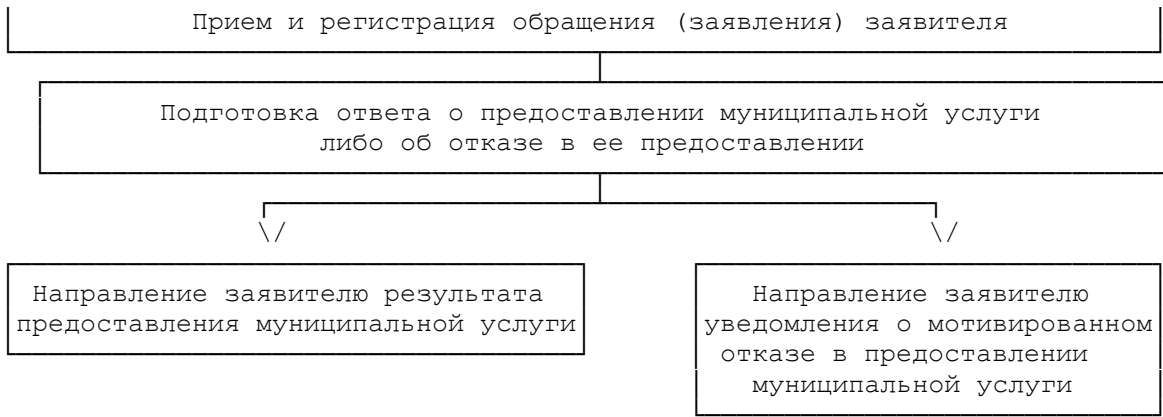 Прием и регистрация обращения (заявления) заявителя
Подготовка ответа о предоставлении муниципальной услуги
либо об отказе в ее предоставлении
\/ \/
Направление заявителю результата
предоставления муниципальной услуги
Направление заявителю
уведомления о мотивированном
отказе в предоставлении
муниципальной услуги